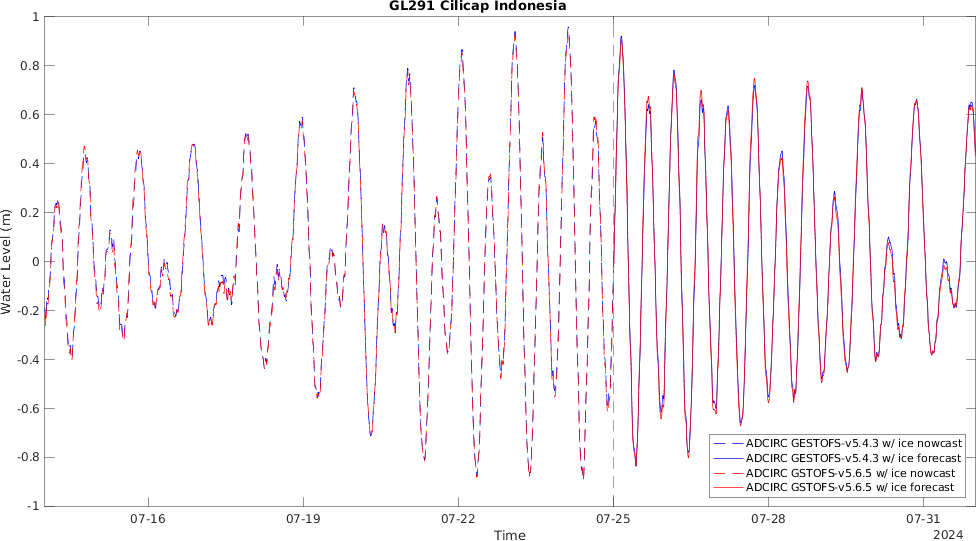 GL291 Cilicap Indonesia
1
0.8
0.6
0.4
0.2
0
-0.2
-0.4
-0.6
-0.8
-1
Water Level (m)
07-16 07-19 07-22 07-25 07-28 07-31
2024
Time
ADCIRC GESTOFS-v5.4.3 w/ ice nowcast
ADCIRC GESTOFS-v5.4.3 w/ ice forecast
ADCIRC GSTOFS-v5.6.5 w/ ice nowcast
ADCIRC GSTOFS-v5.6.5 w/ ice forecast